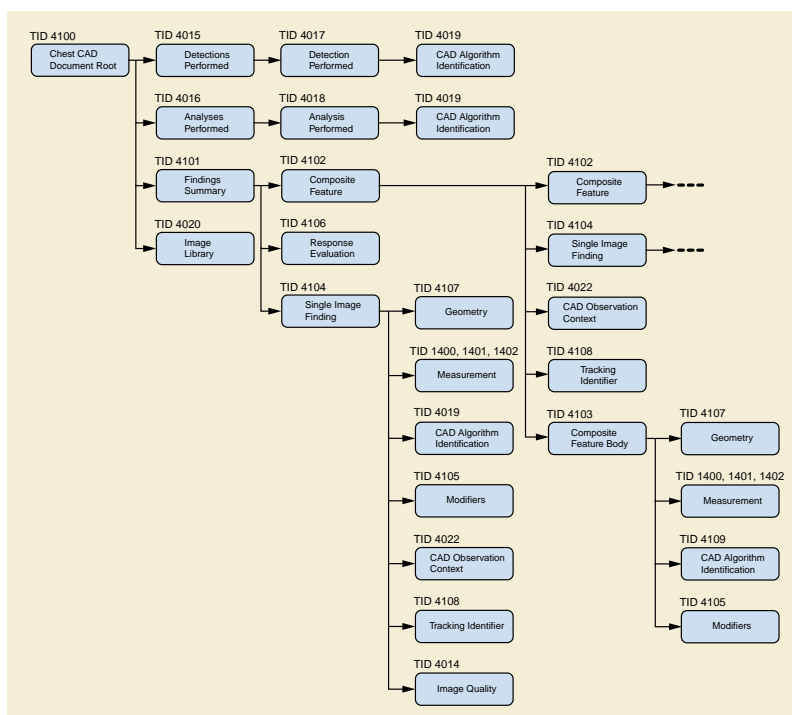 TID 4100
Chest CAD
Document Root
TID 4015
Detections
Performed
TID 4017
Detection
Performed
TID 4019
CAD Algorithm
Identification
TID 4016
Analyses
Performed
TID 4018
Analysis
Performed
TID 4019
CAD Algorithm
Identification
TID 4101
Findings
Summary
TID 4102
Composite
Feature
TID 4102
Composite
Feature
TID 4020
Image
Library
TID 4106
Response
Evaluation
TID 4104
Single Image
Finding
TID 4104
Single Image
Finding
TID 4107
Geometry
TID 4022
CAD Observation
Context
TID 1400, 1401, 1402
Measurement
TID 4108
Tracking
Identifier
TID 4019
CAD Algorithm
Identification
TID 4103
Composite
Feature Body
TID 4107
Geometry
TID 4105
Modifiers
TID 1400, 1401, 1402
Measurement
TID 4022
CAD Observation
Context
TID 4109
CAD Algorithm
Identification
TID 4108
Tracking Identifier
TID 4105
Modifiers
TID 4014
Image Quality